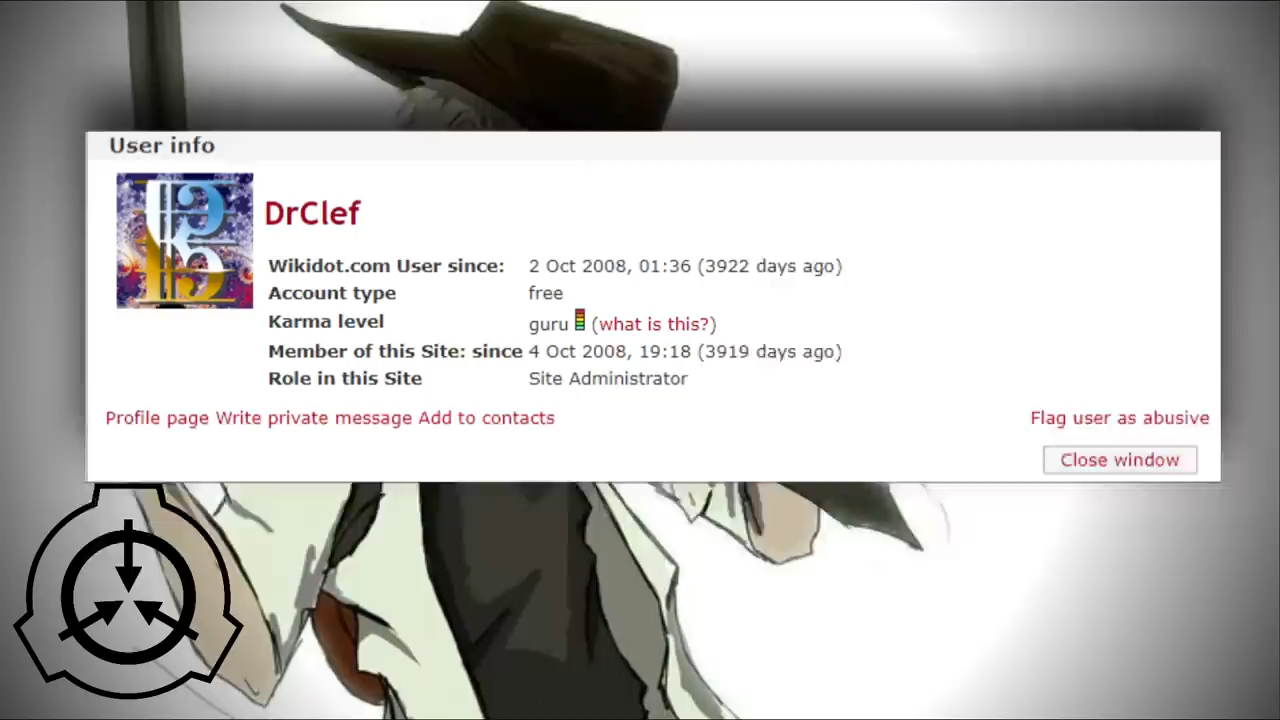 User info
DrClef
Wikidot.com User since: 2 Oct 2008, 01:36 (3922 days ago)
Account type free
Karma level guru (what is this?)
Member of this Site: since 4 Oct 2008, 19:18 (3919 days ago)
Role in this Site Site Administrator
Profile page Write private message Add to contacts Flag user as abusive
Close window